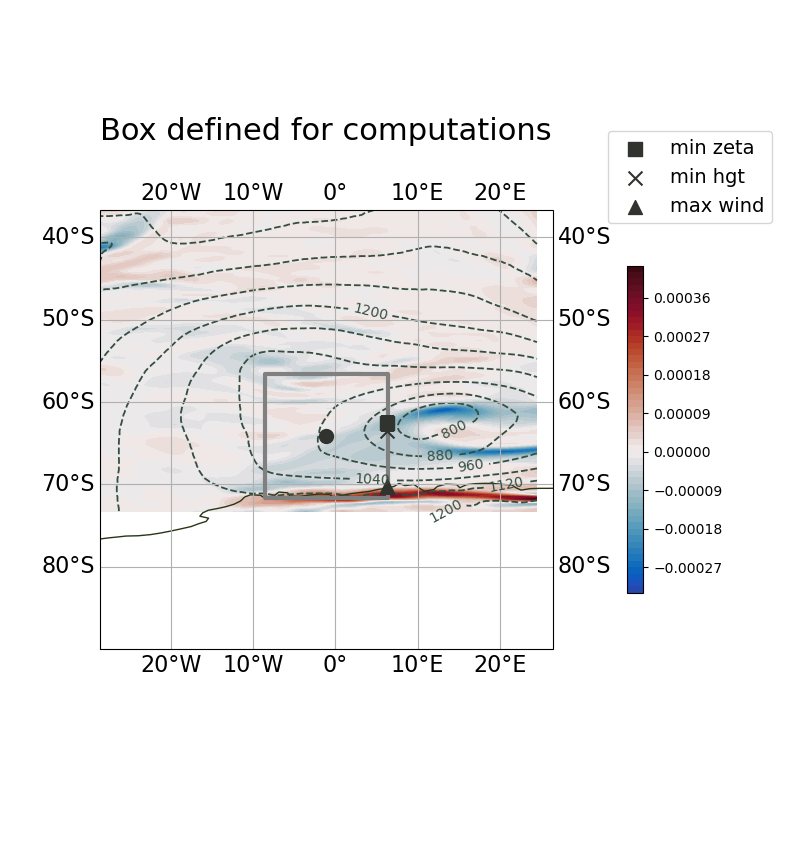 Box defined for computations
min zeta
min hgt
max wind
20°W 10°W 0° 10°E 20°E
40°S 40°S
50°S 50°S
60°S 60°S
70°S 70°S
80°S 80°S
1200
800
880
960
1040
1120
1200
20°W 10°W 0° 10°E 20°E
0.00036
0.00027
0.00018
0.00009
0.00000
−0.00009
−0.00018
−0.00027